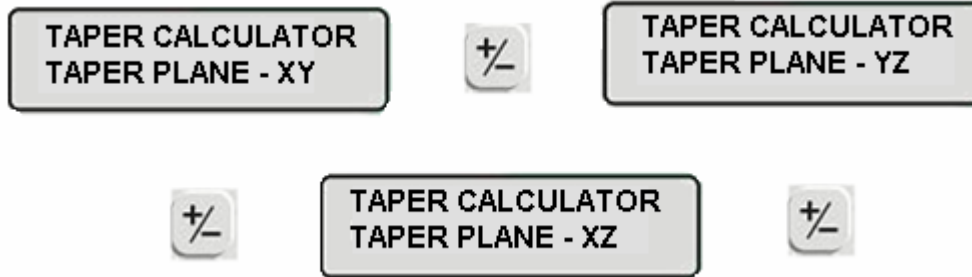 TAPER CALCULATOR
TAPER PLANE - XY
+/-
TAPER CALCULATOR
TAPER PLANE - YZ
+/-
TAPER CALCULATOR
TAPER PLANE - XZ
+/-